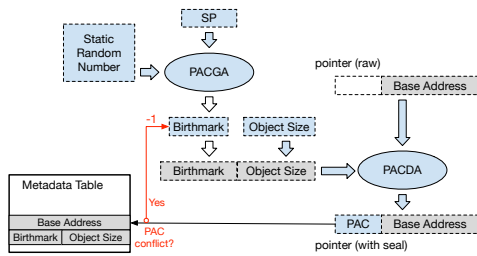 SP
Static
Random
Number
PACGA
pointer (raw)
Base Address
-1
Birthmark
Object Size
Birthmark
Object Size
PACDA
Metadata Table
Yes
Base Address
Birthmark
Object Size
PAC
conflict?
PAC
Base Address
pointer (with seal)